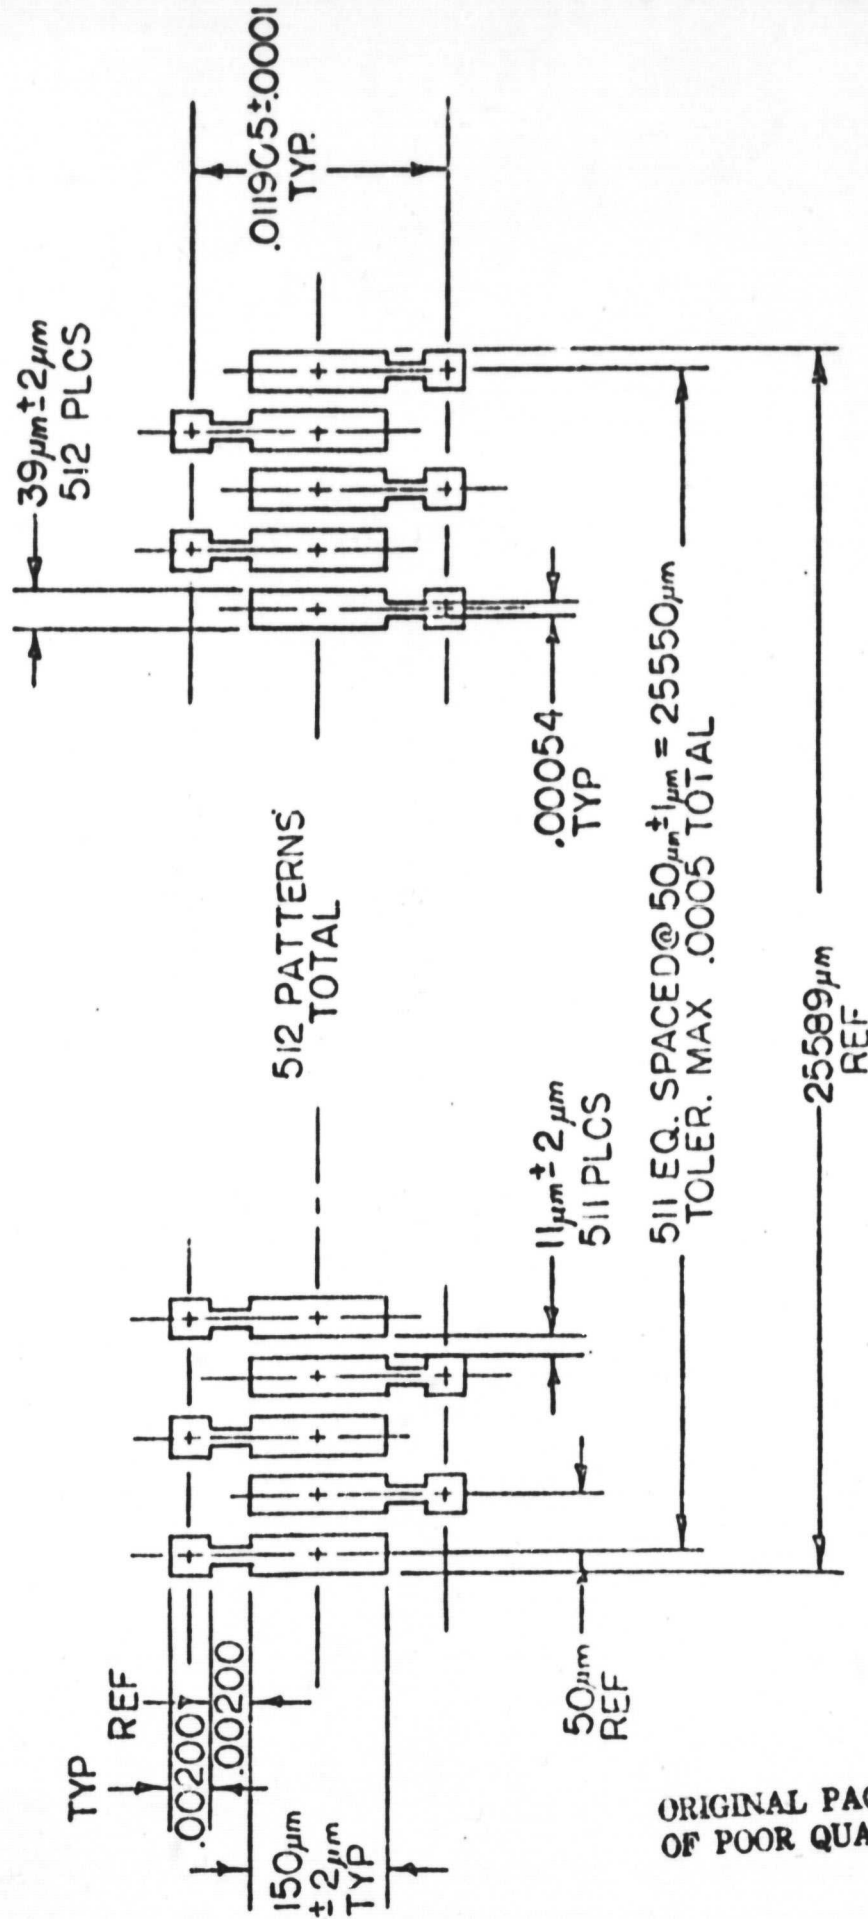 39μm±2μm
512 PLCS
.011905±.0001
TYP.
512 PATTERNS
TOTAL
.00054
TYP
11μm±2μm
511 PLCS
511 EQ. SPACED@ 50μm±1μm = 25550μm
TOLER. MAX .0005 TOTAL
25589μm
REF
TYP
.00200
REF
.00200
150μm
±2μm
TYP
50μm
REF
ORIGINAL PAG
OF POOR QUA